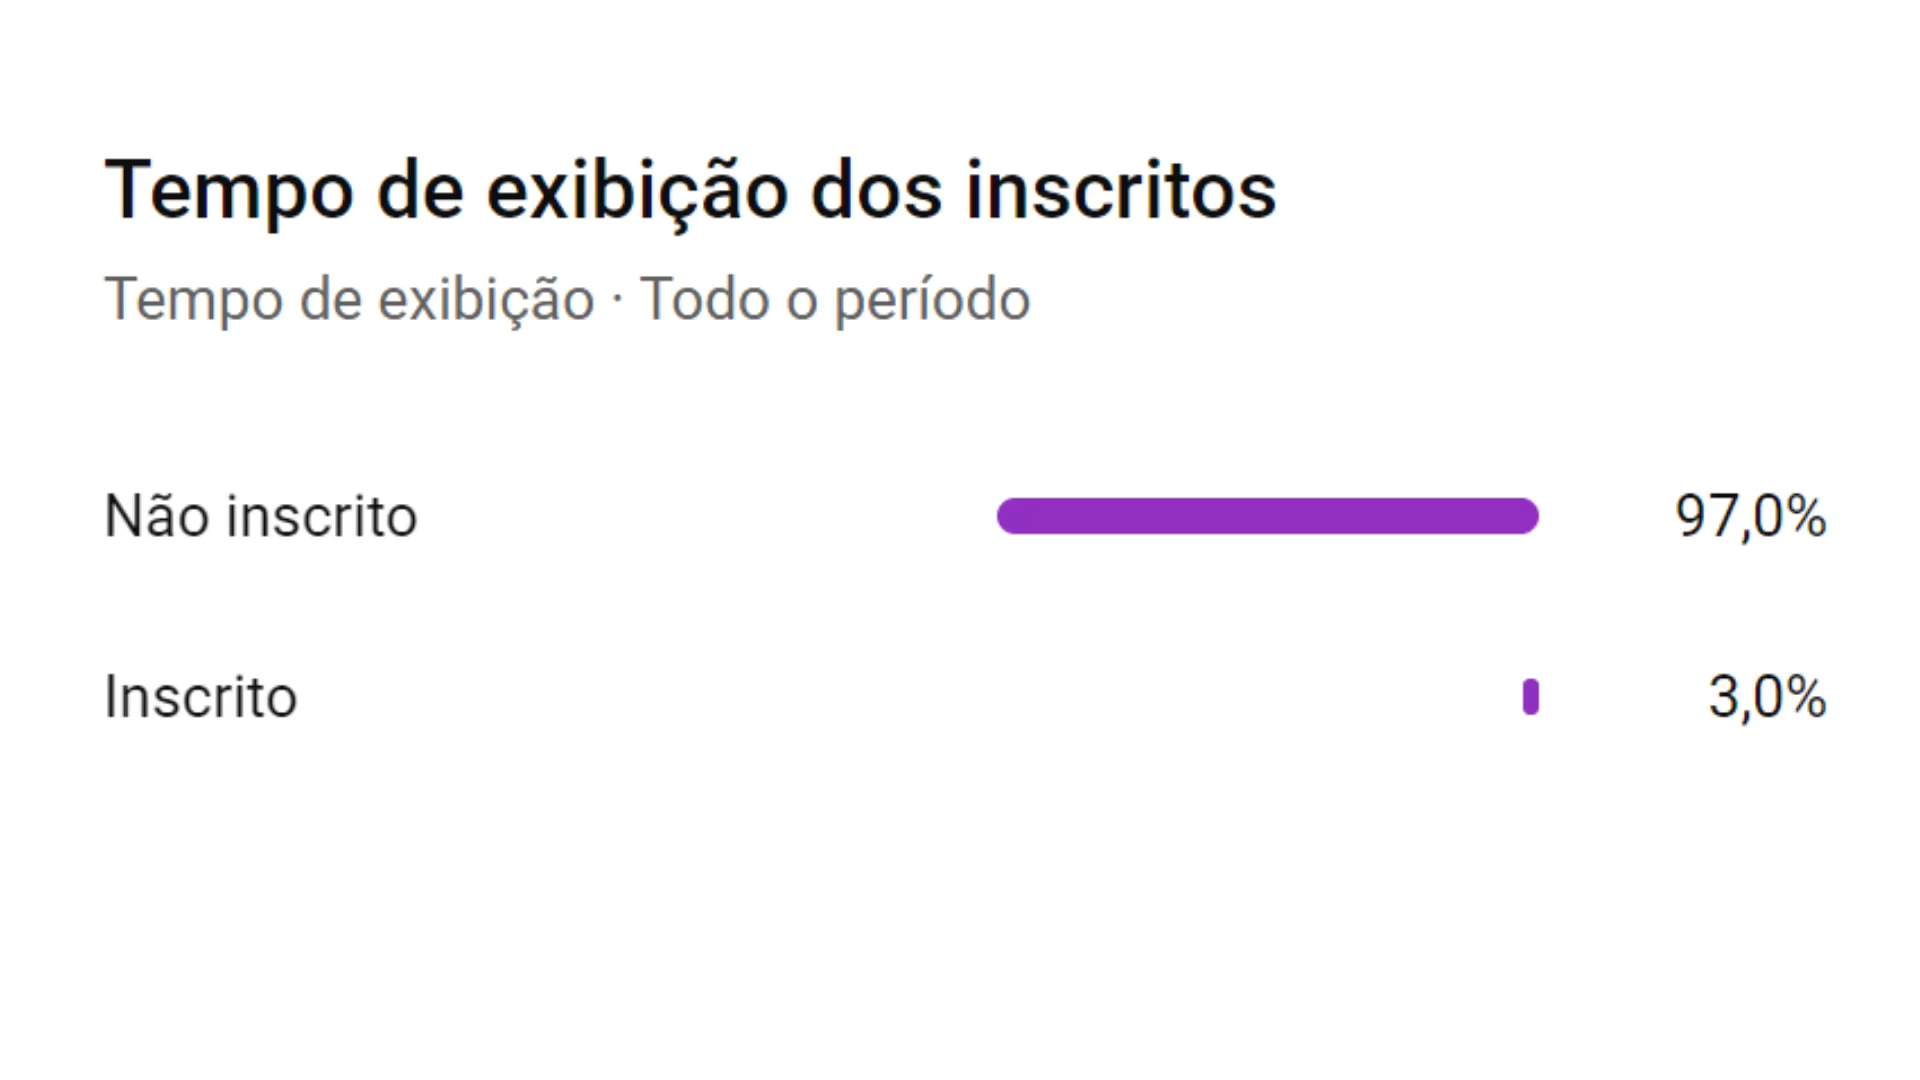 Tempo de exibição dos inscritos
Tempo de exibição · Todo o período
Não inscrito 97,0%
Inscrito 3,0%